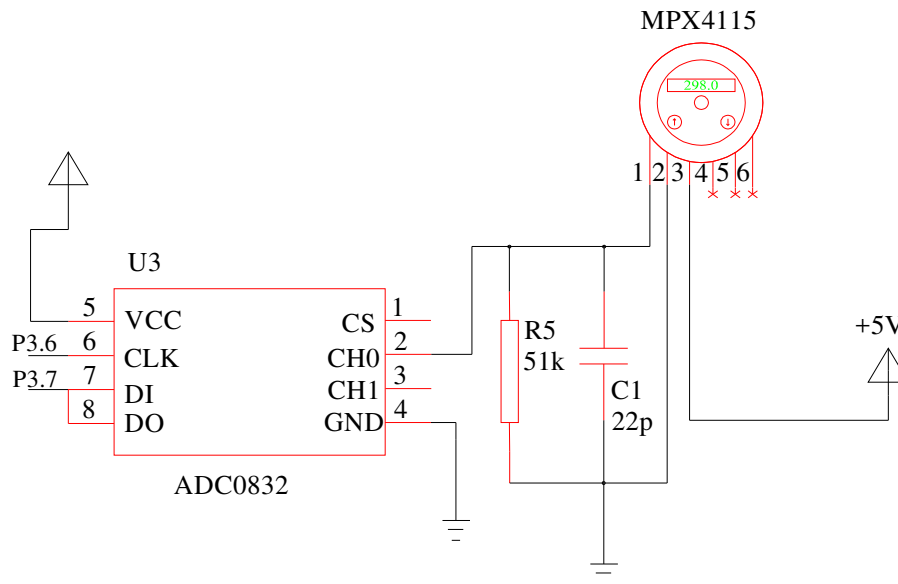 MPX4115
298.0
↑ ↓
1 2 3 4 5 6
U3
5 VCC
6 CLK
7 DI
8 DO
P3.6
P3.7
CS 1
CH0 2
CH1 3
GND 4
ADC0832
R5
51k
C1
22p
+5V